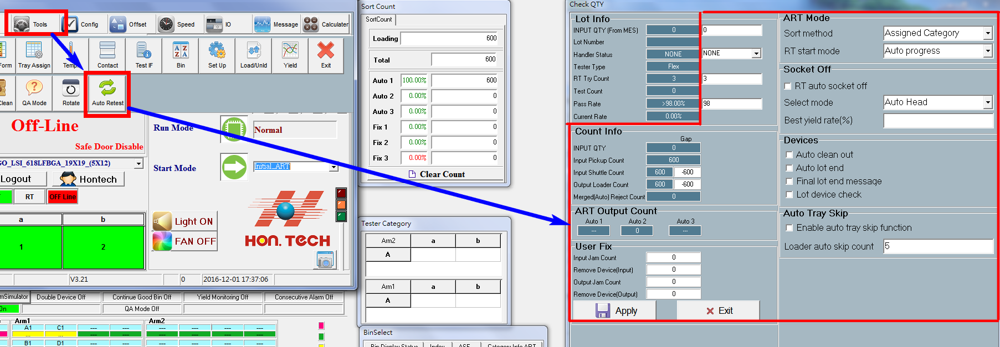 Tools
Config
Offset
Speed
IO
Message
Calculater
Form
Tray Assign
Temp.
Contact
Test IF
Bin
Set Up
Load/Unld
Yield
Exit
Clean
QA Mode
Rotate
Auto Retest
Off-Line
Safe Door Disable
GO_LSI_618LFBGA_19X19_(5X12)
Logout
Hontech
RT
OFF Line
a b
1 2
Run Mode
Normal
Start Mode
Initial_ART
Light ON
FAN OFF
HON. TECH
V3.21
0
2016-12-01 17:37:06
mSimulator
Double Device Off
Continue Good Bin Off
Yield Monitoring Off
Consecutive Alarm Off
On
QA Mode Off
Arm1
Arm2
A1 C1 --- --- --- --- --- ---
... ... --- --- --- --- --- ---
B1 D1 --- --- --- --- --- ---
Sort Count
SortCount
Loading 600
Total 600
Auto 1 100.00% 600
Auto 2 0.00% 0
Auto 3 0.00% 0
Fix 1 0.00% 0
Fix 2 0.00% 0
Fix 3 0.00% 0
Clear Count
Tester Category
Arm2 a b
A
Arm1 a b
A
BinSelect
Bin Display Status
Index
ASE
Category Info ART
Check QTY
Lot Info
INPUT QTY (From MES) 0 0
Lot Number
Handler Status NONE NONE
Tester Type Flex
RT Try Count 3 3
Test Count 0
Pass Rate >98.00% 98
Current Rate 0.00%
Count Info
Gap
INPUT QTY 0
Input Pickup Count 600
Input Shuttle Count 600 -600
Output Loader Count 600 -600
Merged(Auto) Reject Count 0
ART Output Count
Auto 1 Auto 2 Auto 3
--- 0 ---
User Fix
Input Jam Count 0
Remove Device(Input) 0
Output Jam Count 0
Remove Device(Output) 0
Apply
Exit
ART Mode
Sort method Assigned Category
RT start mode Auto progress
Socket Off
RT auto socket off
Select mode Auto Head
Best yield rate(%)
Devices
Auto clean out
Auto lot end
Final lot end message
Lot device check
Auto Tray Skip
Enable auto tray skip function
Loader auto skip count 5